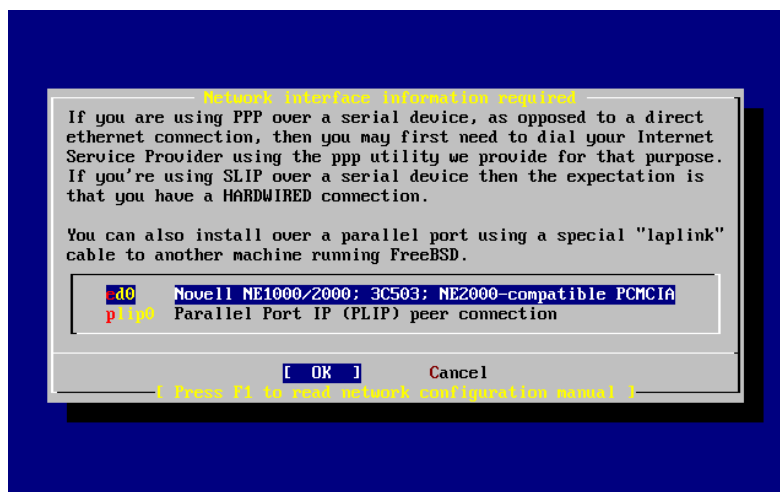 Network interface information required
If you are using PPP over a serial device, as opposed to a direct
ethernet connection, then you may first need to dial your Internet
Service Provider using the ppp utility we provide for that purpose.
If you're using SLIP over a serial device then the expectation is
that you have a HARDWIRED connection.
You can also install over a parallel port using a special "laplink"
cable to another machine running FreeBSD.
ed0 Novell NE1000/2000; 3C503; NE2000-compatible PCMCIA
plip0 Parallel Port IP (PLIP) peer connection
[ OK ] Cancel
[ Press F1 to read network configuration manual ]